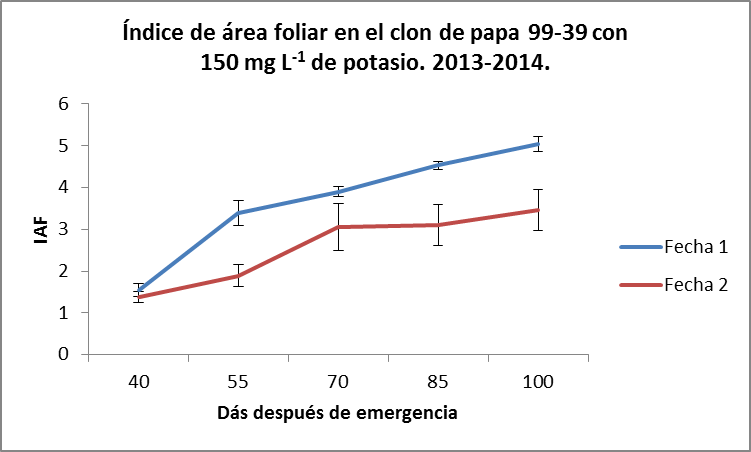 Índice de área foliar en el clon de papa 99-39 con
150 mg L-1 de potasio. 2013-2014.
6
5
4
3
2
1
0
IAF
40 55 70 85 100
Dás después de emergencia
Fecha 1
Fecha 2